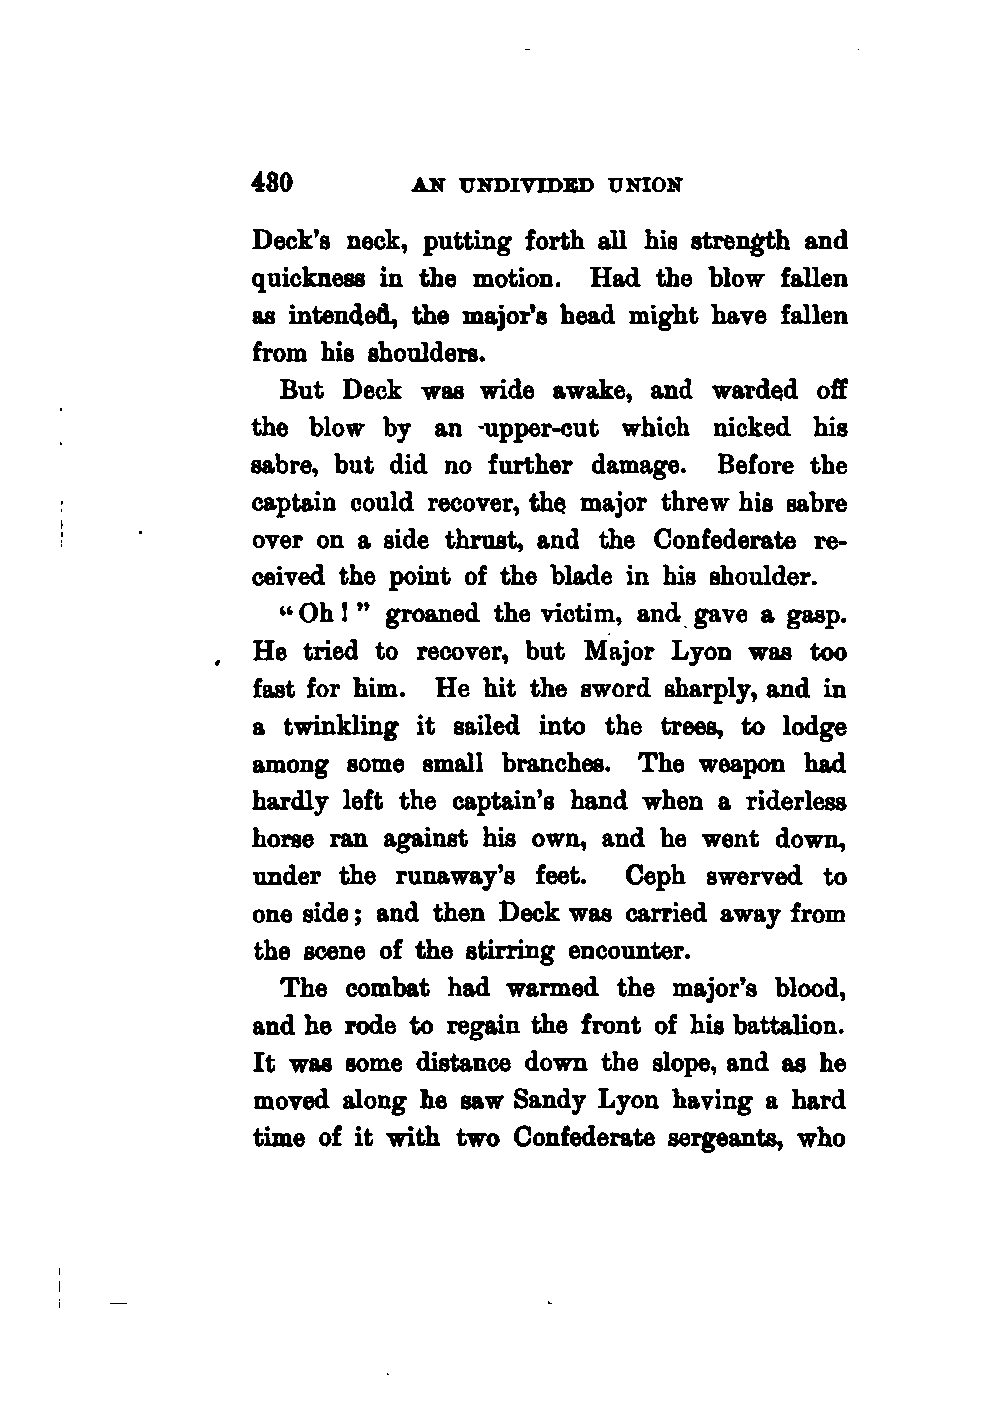 430 AN UNDIVIDED UNION
Deck's neck, putting forth all his strength and
quickness in the motion. Had the blow fallen
as intended, the major's head might have fallen
from his shoulders.
But Deck was wide awake, and warded off
the blow by an upper-cut which nicked his
sabre, but did no further damage. Before the
captain could recover, the major threw his sabre
over on a side thrust, and the Confederate re-
ceived the point of the blade in his shoulder.
"Oh!" groaned the victim, and gave a gasp.
He tried to recover, but Major Lyon was too
fast for him. He hit the sword sharply, and in
a twinkling it sailed into the trees, to lodge
among some small branches. The weapon had
hardly left the captain's hand when a riderless
horse ran against his own, and he went down,
under the runaway's feet. Ceph swerved to
one side; and then Deck was carried away from
the scene of the stirring encounter.
The combat had warmed the major's blood,
and he rode to regain the front of his battalion.
It was some distance down the slope, and as he
moved along he saw Sandy Lyon having a hard
time of it with two Confederate sergeants, who